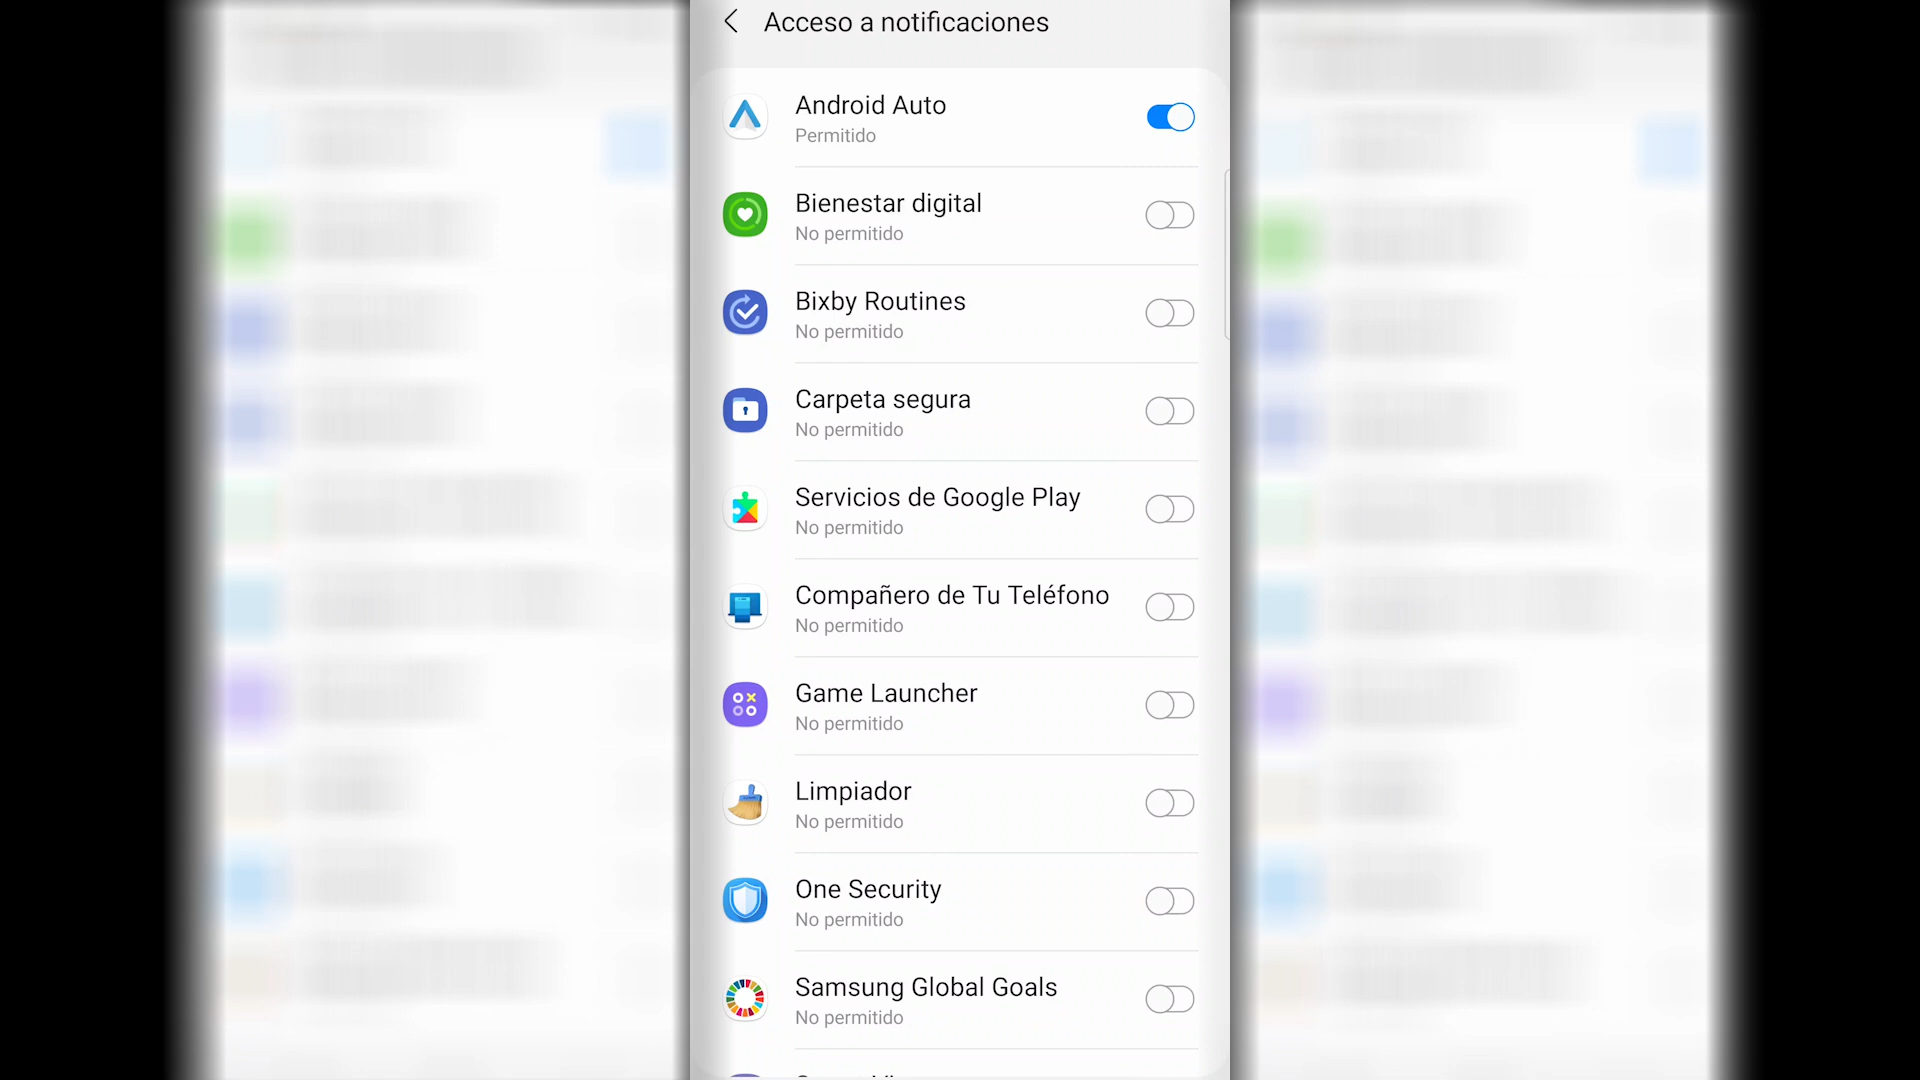 Acceso a notificaciones
Android Auto
Permitido
Bienestar digital
No permitido
Bixby Routines
No permitido
Carpeta segura
No permitido
Servicios de Google Play
No permitido
Compañero de Tu Teléfono
No permitido
Game Launcher
No permitido
Limpiador
No permitido
One Security
No permitido
Samsung Global Goals
No permitido